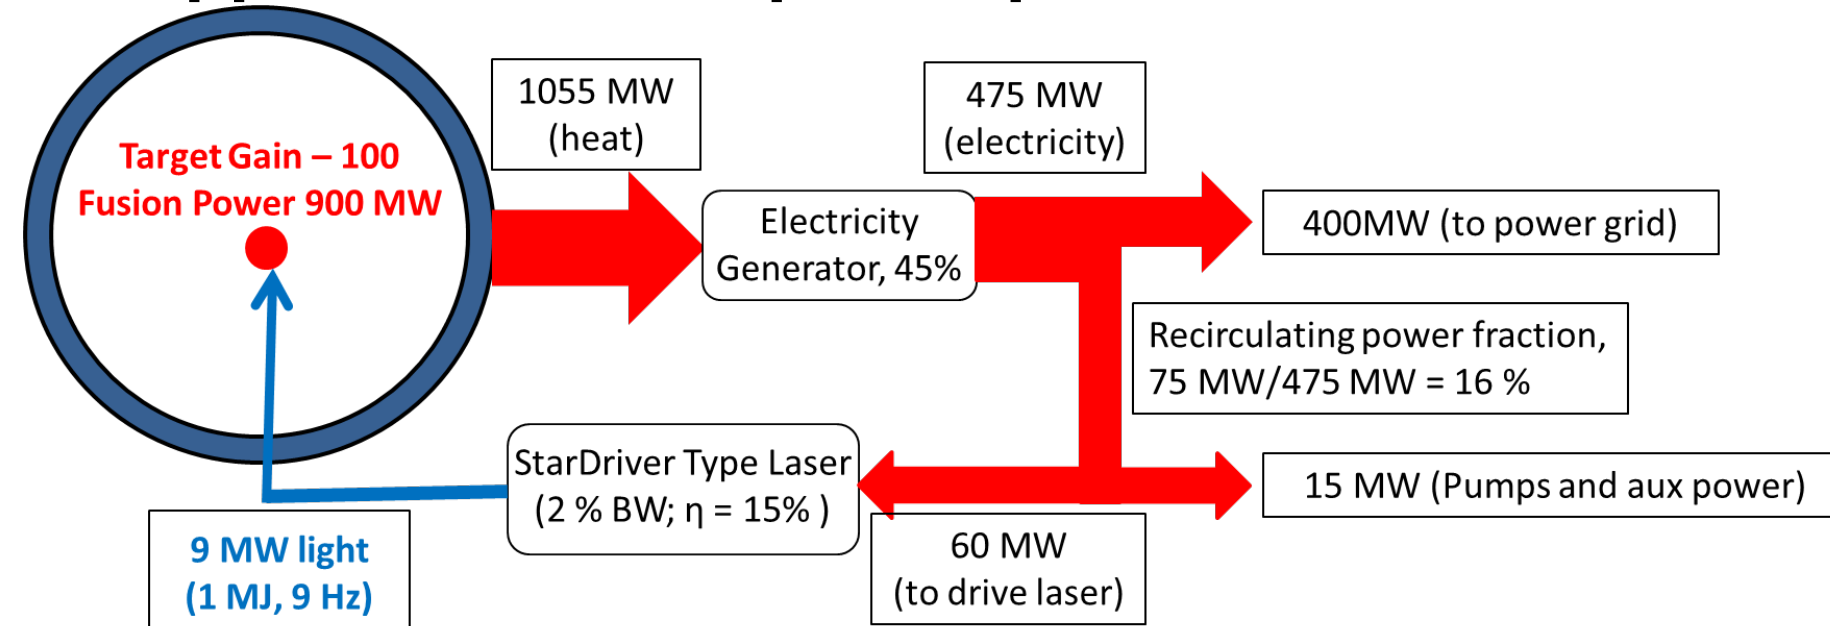 Target Gain – 100
Fusion Power 900 MW
1055 MW
(heat)
Electricity
Generator, 45%
475 MW
(electricity)
400MW (to power grid)
Recirculating power fraction,
75 MW/475 MW = 16 %
StarDriver Type Laser
(2 % BW; η = 15% )
15 MW (Pumps and aux power)
60 MW
(to drive laser)
9 MW light
(1 MJ, 9 Hz)